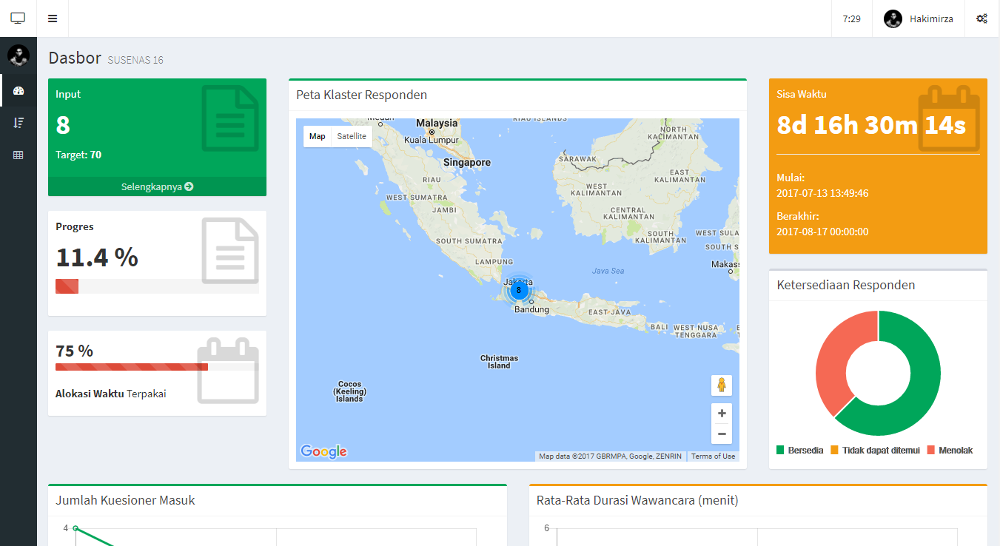 7:29
Hakimirza
Dasbor SUSENAS 16
Input
8
Target: 70
Selengkapnya
Progres
11.4 %
75 %
Alokasi Waktu Terpakai
Peta Klaster Responden
Map
Satellite
Medan
RIAU ISLANDS
Malaysia
Kuala Lumpur
Singapore
NORTH
KALIMANTAN
SARAWAK
RIAU
EAST
KALIMANTAN
WEST
KALIMANTAN
WEST SUMATRA
JAMBI
CENTRAL
KALIMANTAN
SOUTH SUMATRA
SOUTH
KALIMANTAN
WEST SULA
SOUTH S
LAMPUNG
Makass
Java Sea
Jakarta
8
Bandung
EAST JAVA
BALI
WEST NUSA
TENGGARA
Christmas
Island
Cocos
(Keeling)
Islands
+
−
Google
Map data ©2017 GBRMPA, Google, ZENRIN
Terms of Use
Sisa Waktu
8d 16h 30m 14s
Mulai:
2017-07-13 13:49:46
Berakhir:
2017-08-17 00:00:00
Ketersediaan Responden
Bersedia
Tidak dapat ditemui
Menolak
Jumlah Kuesioner Masuk
4
Rata-Rata Durasi Wawancara (menit)
6